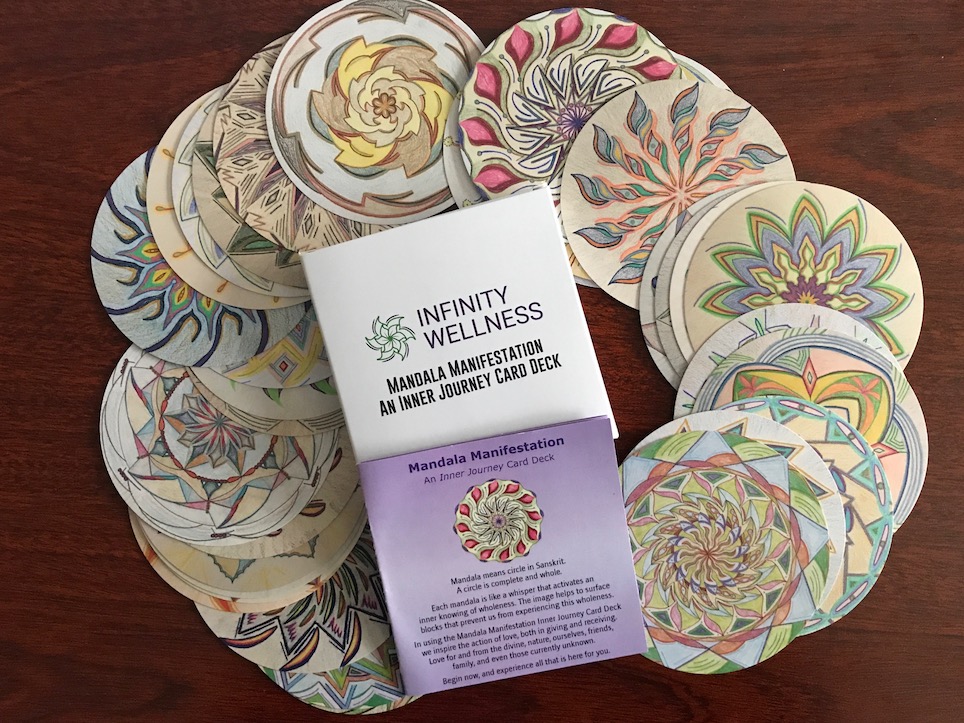 INFINITY
WELLNESS
MANDALA MANIFESTATION
AN INNER JOURNEY CARD DECK
Mandala Manifestation
An Inner Journey Card Deck
Mandala means circle in Sanskrit.
A circle is complete and whole.
Each mandala is like a whisper that activates an
inner knowing of wholeness. The image helps to surface
blocks that prevent us from experiencing this wholeness.
In using the Mandala Manifestation Inner Journey Card Deck
we inspire the action of love, both in giving and receiving.
Love for and from the divine, nature, ourselves, friends,
family, and even those currently unknown.
Begin now, and experience all that is here for you.